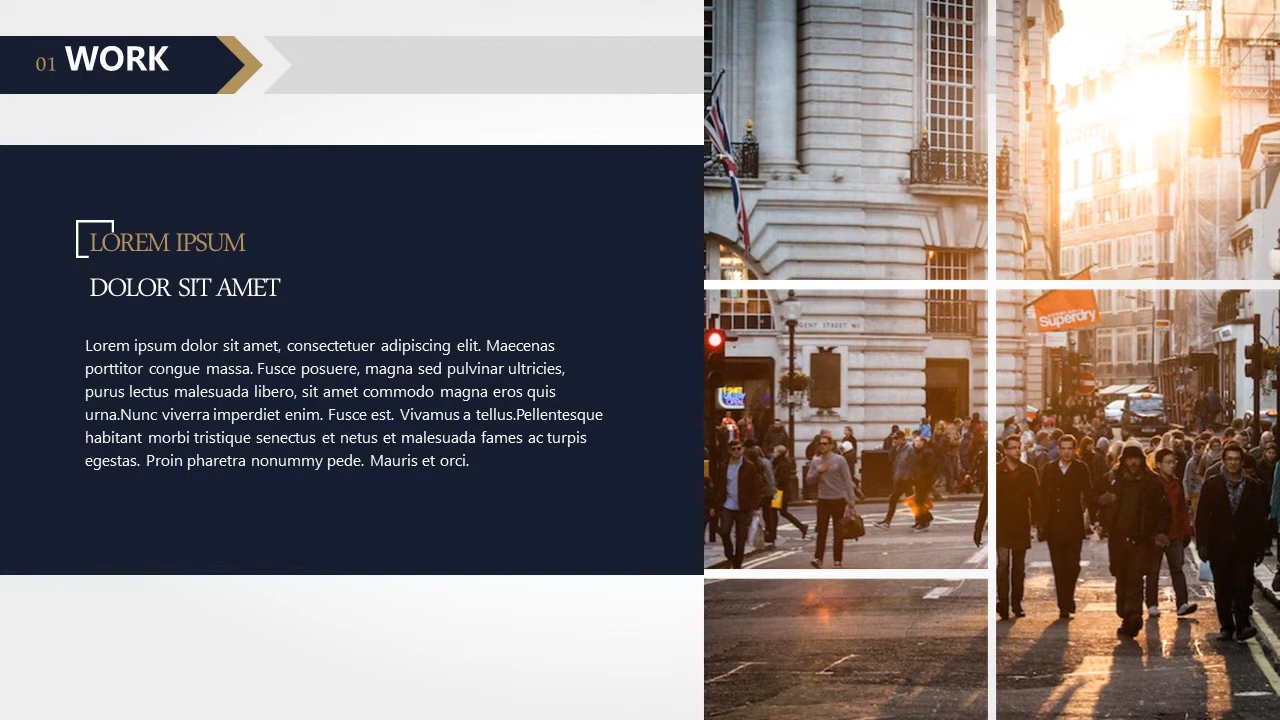 01 WORK
LOREM IPSUM
DOLOR SIT AMET
Lorem ipsum dolor sit amet, consectetuer adipiscing elit. Maecenas
porttitor congue massa. Fusce posuere, magna sed pulvinar ultricies,
purus lectus malesuada libero, sit amet commodo magna eros quis
urna.Nunc viverra imperdiet enim. Fusce est. Vivamus a tellus.Pellentesque
habitant morbi tristique senectus et netus et malesuada fames ac turpis
egestas. Proin pharetra nonummy pede. Mauris et orci.
Superdry
GENT STREET W1